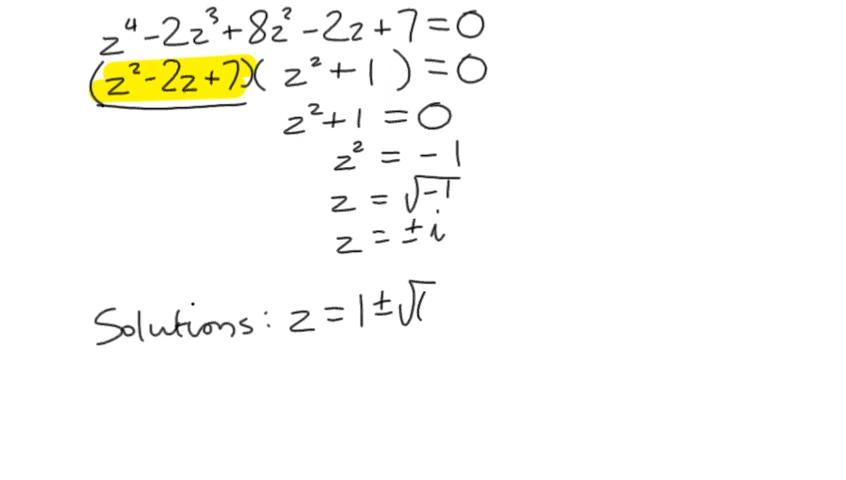 z⁴-2z³+8z²-2z+7=0
(z²-2z+7)(z²+1)=0
z²+1=0
z²=-1
z=√-1
z=±i
Solutions: z=1±√(